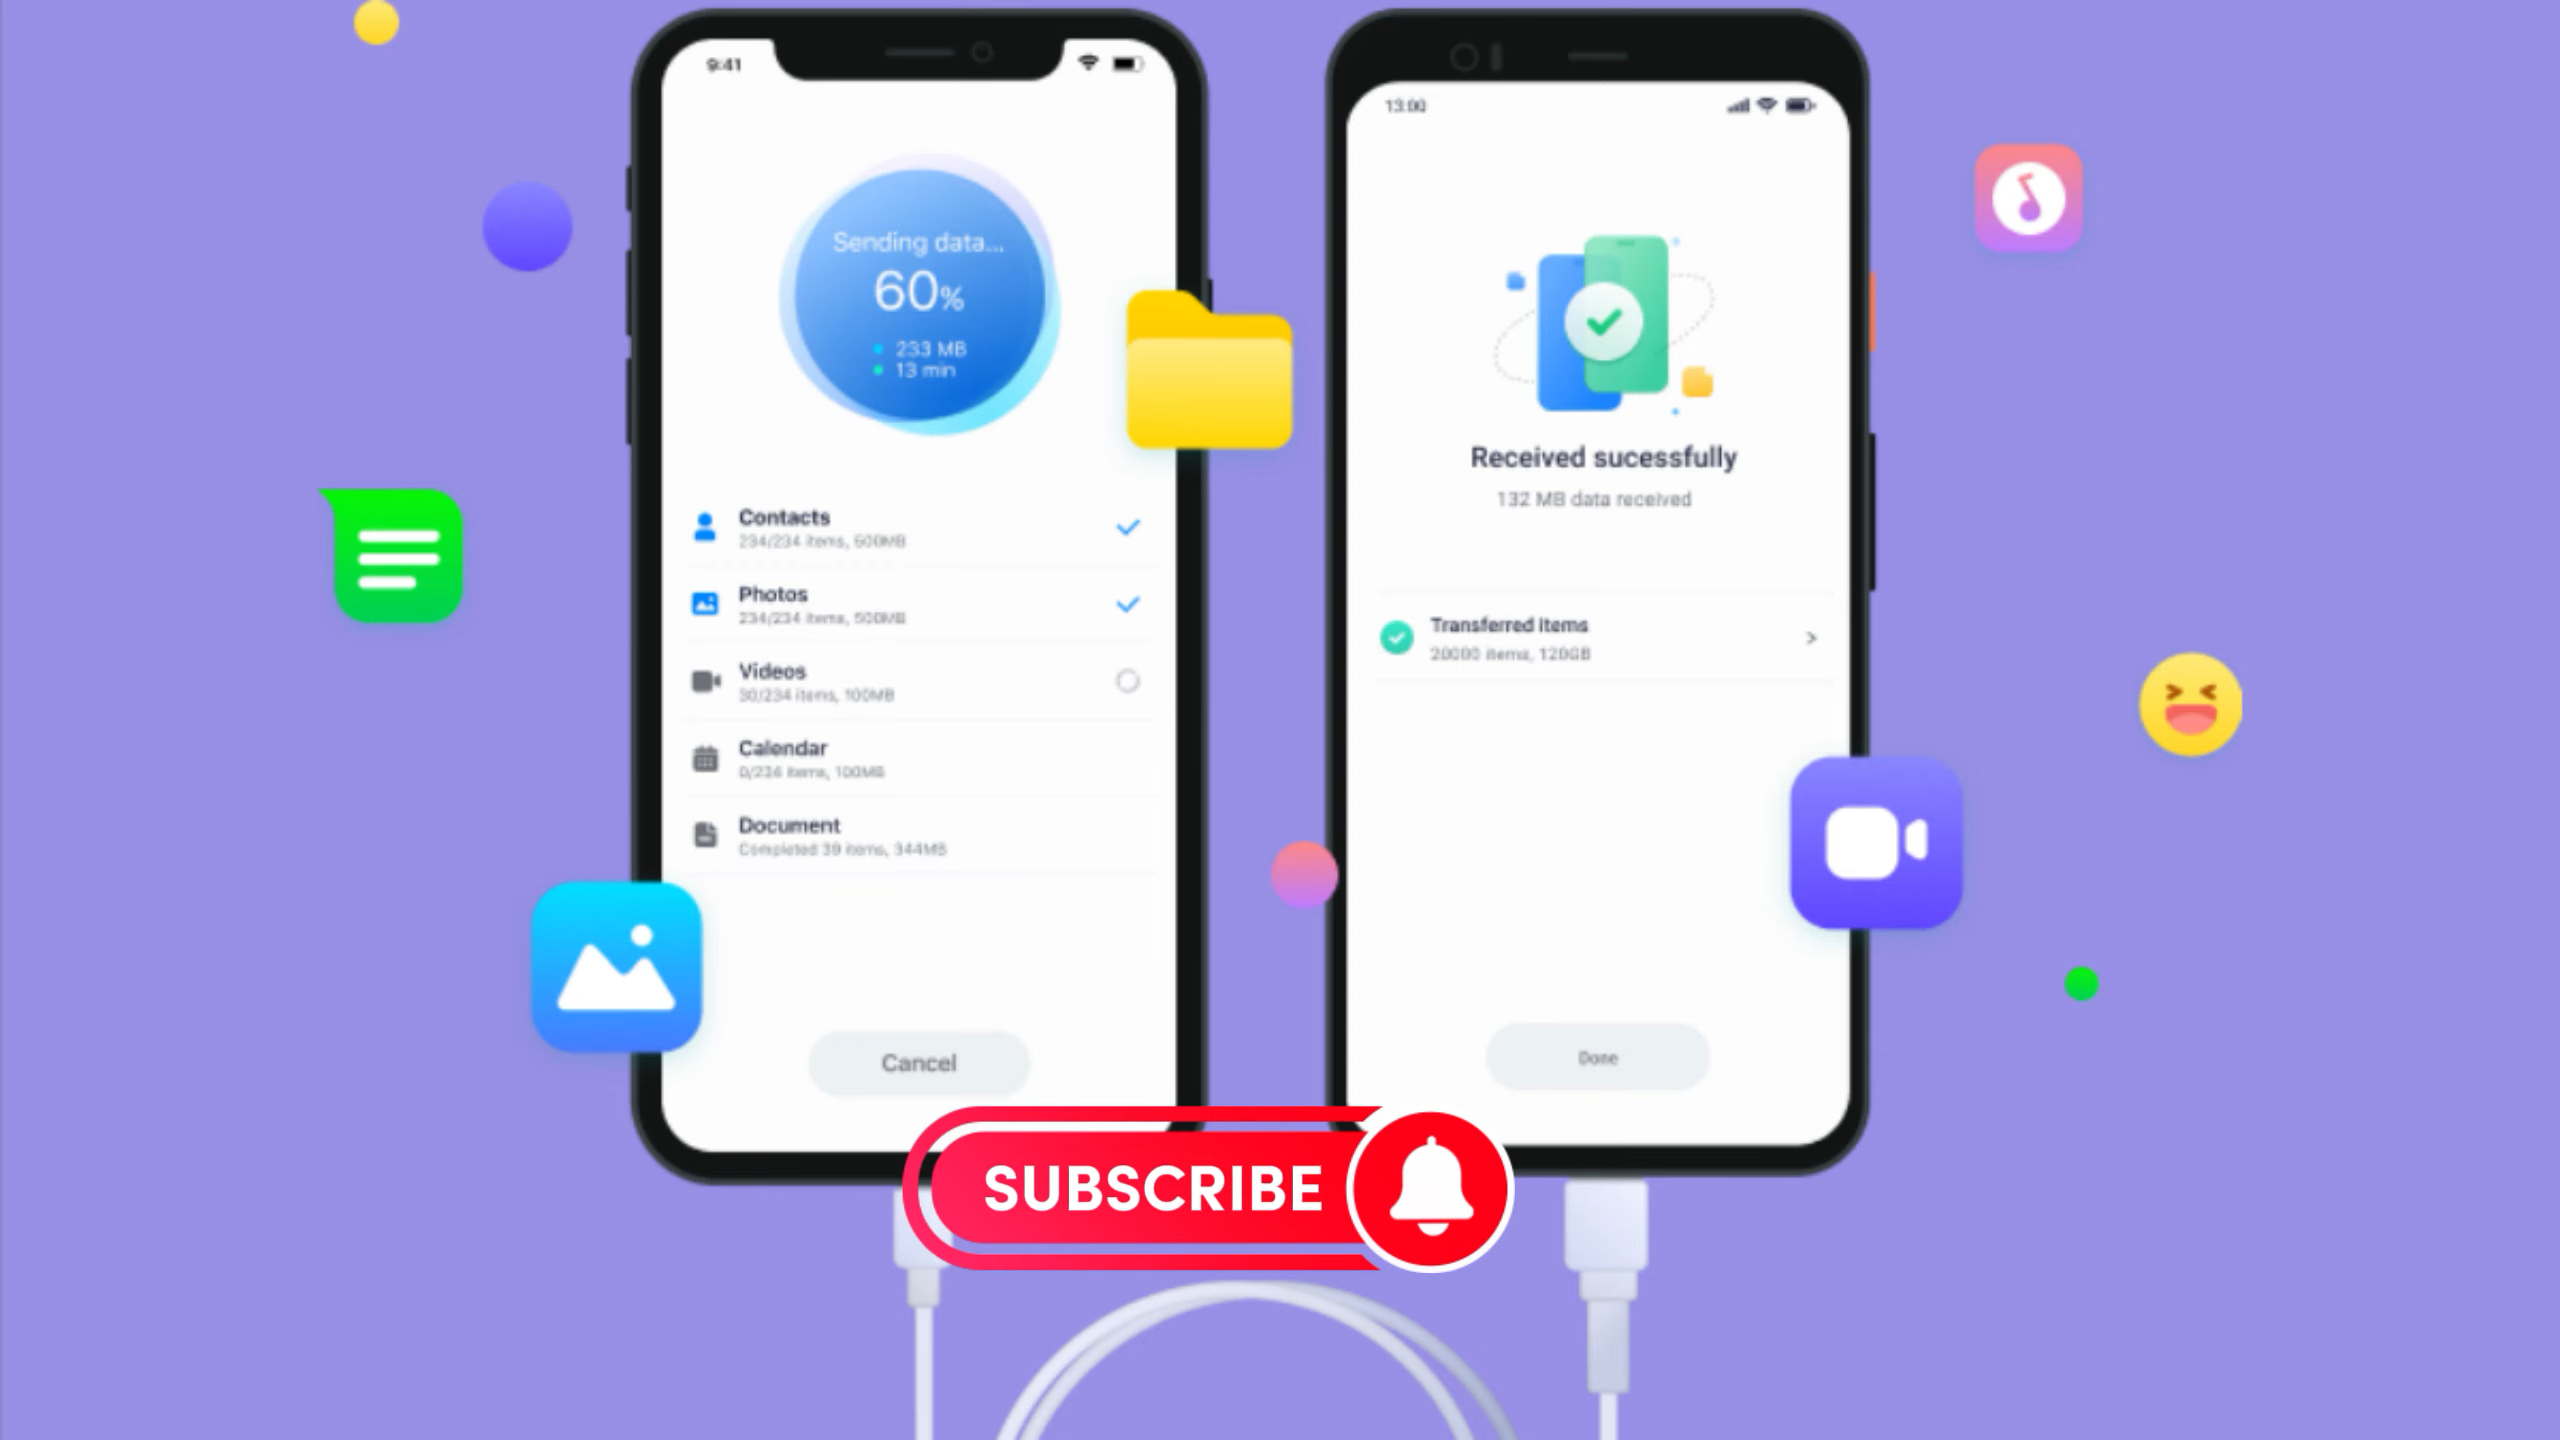 9:41
Sending data...
60%
233 MB
13 min
Contacts
234/234 items, 500MB
Photos
234/234 items, 500MB
Videos
30/234 items, 100MB
Calendar
0/234 items, 100MB
Document
Completed 39 items, 344MB
Cancel
13:00
Received sucessfully
132 MB data received
Transferred items
20000 items, 120GB
Done
SUBSCRIBE